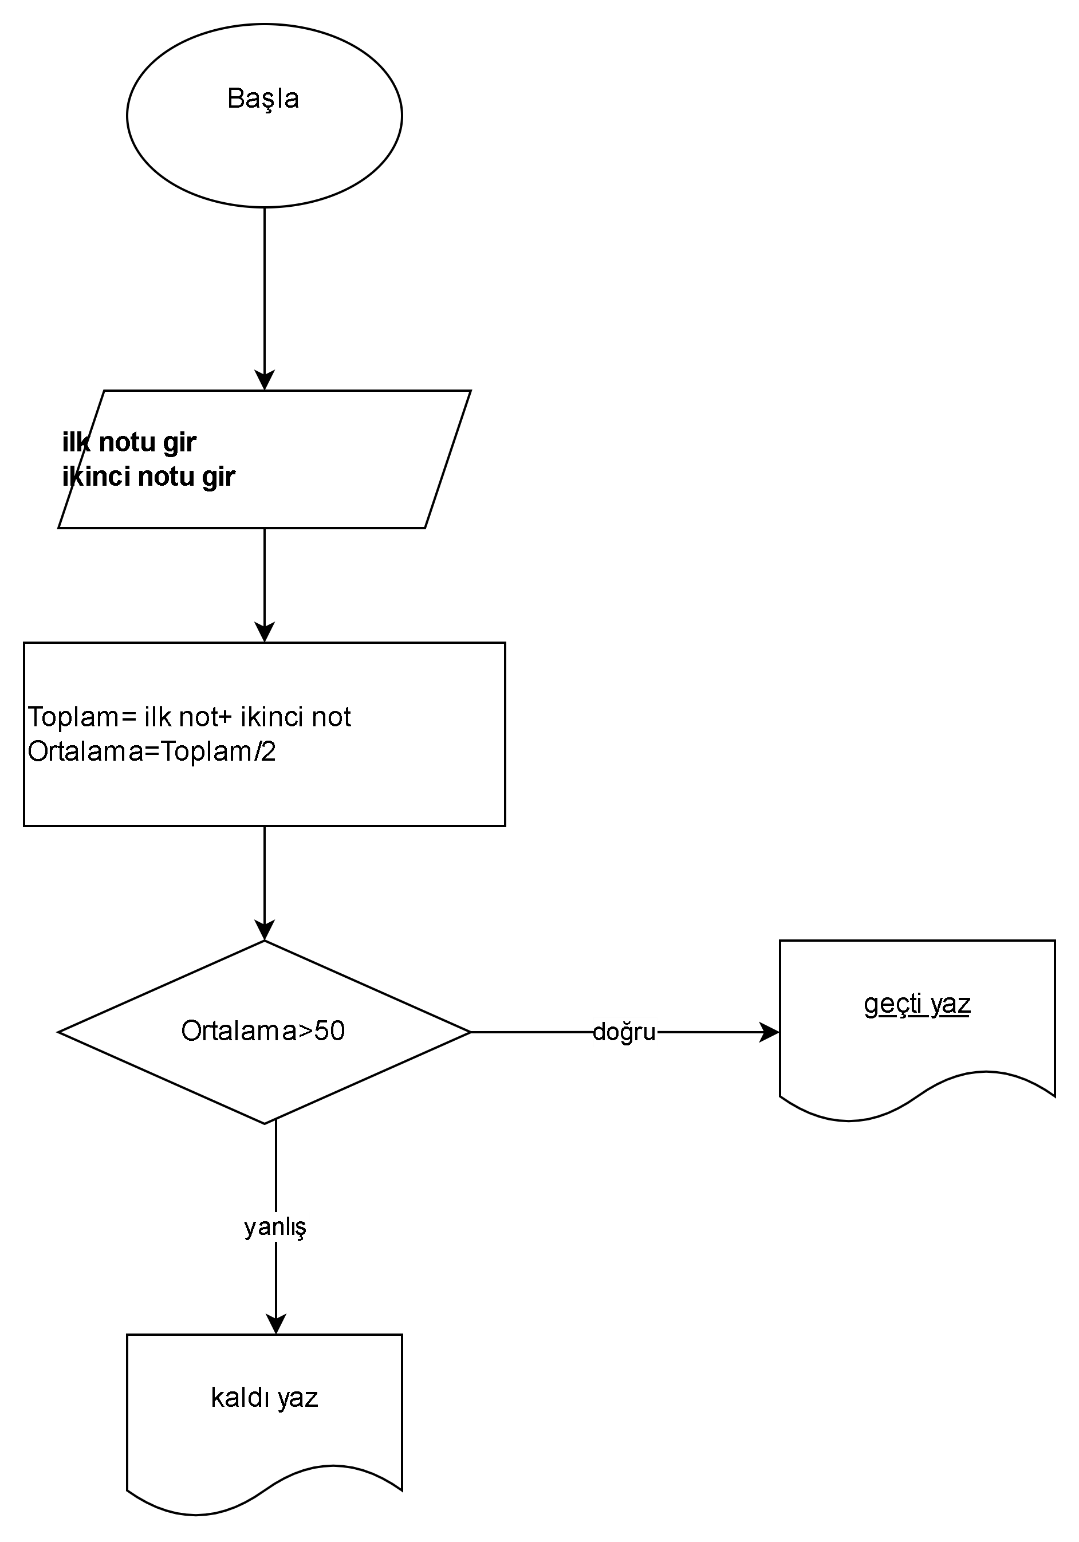 Başla
ilk notu gir
ikinci notu gir
Toplam= ilk not+ ikinci not
Ortalama=Toplam/2
Ortalama>50
doğru
geçti yaz
yanlış
kaldı yaz